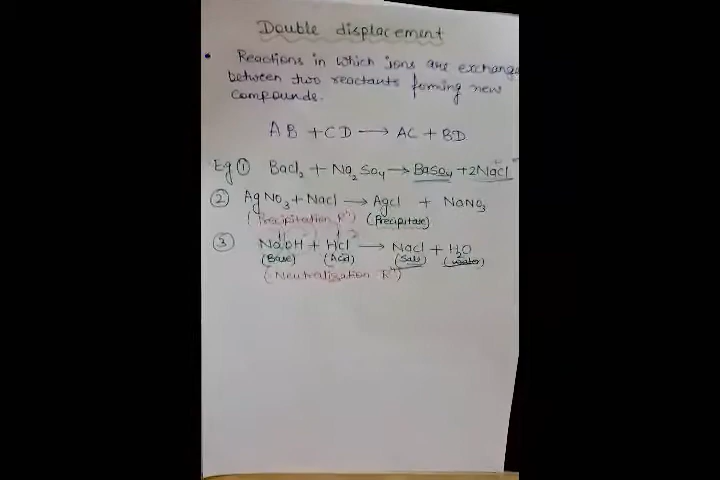 Double displacement
• Reactions in which ions are exchange
between two reactants forming new
compounds.
AB + CD → AC + BD
Eg ① BaCl₂ + Na₂SO₄ → BaSO₄ + 2NaCl
② AgNO₃ + NaCl → AgCl + NaNO₃
(Precipitation Rⁿ) (Precipitate)
③ NaOH + HCl → NaCl + H₂O
(Base) (Acid) (Salt) (water)
(Neutralization Rⁿ)